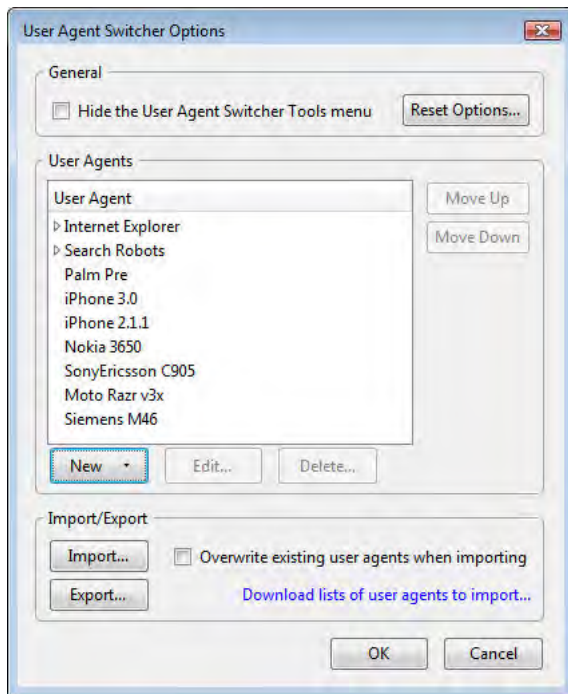 User Agent Switcher Options
General
Hide the User Agent Switcher Tools menu
Reset Options...
User Agents
User Agent
Move Up
Internet Explorer
Search Robots
Move Down
Palm Pre
iPhone 3.0
iPhone 2.1.1
Nokia 3650
SonyEricsson C905
Moto Razr v3x
Siemens M46
New
Edit...
Delete...
Import/Export
Import...
Overwrite existing user agents when importing
Export...
Download lists of user agents to import...
OK
Cancel